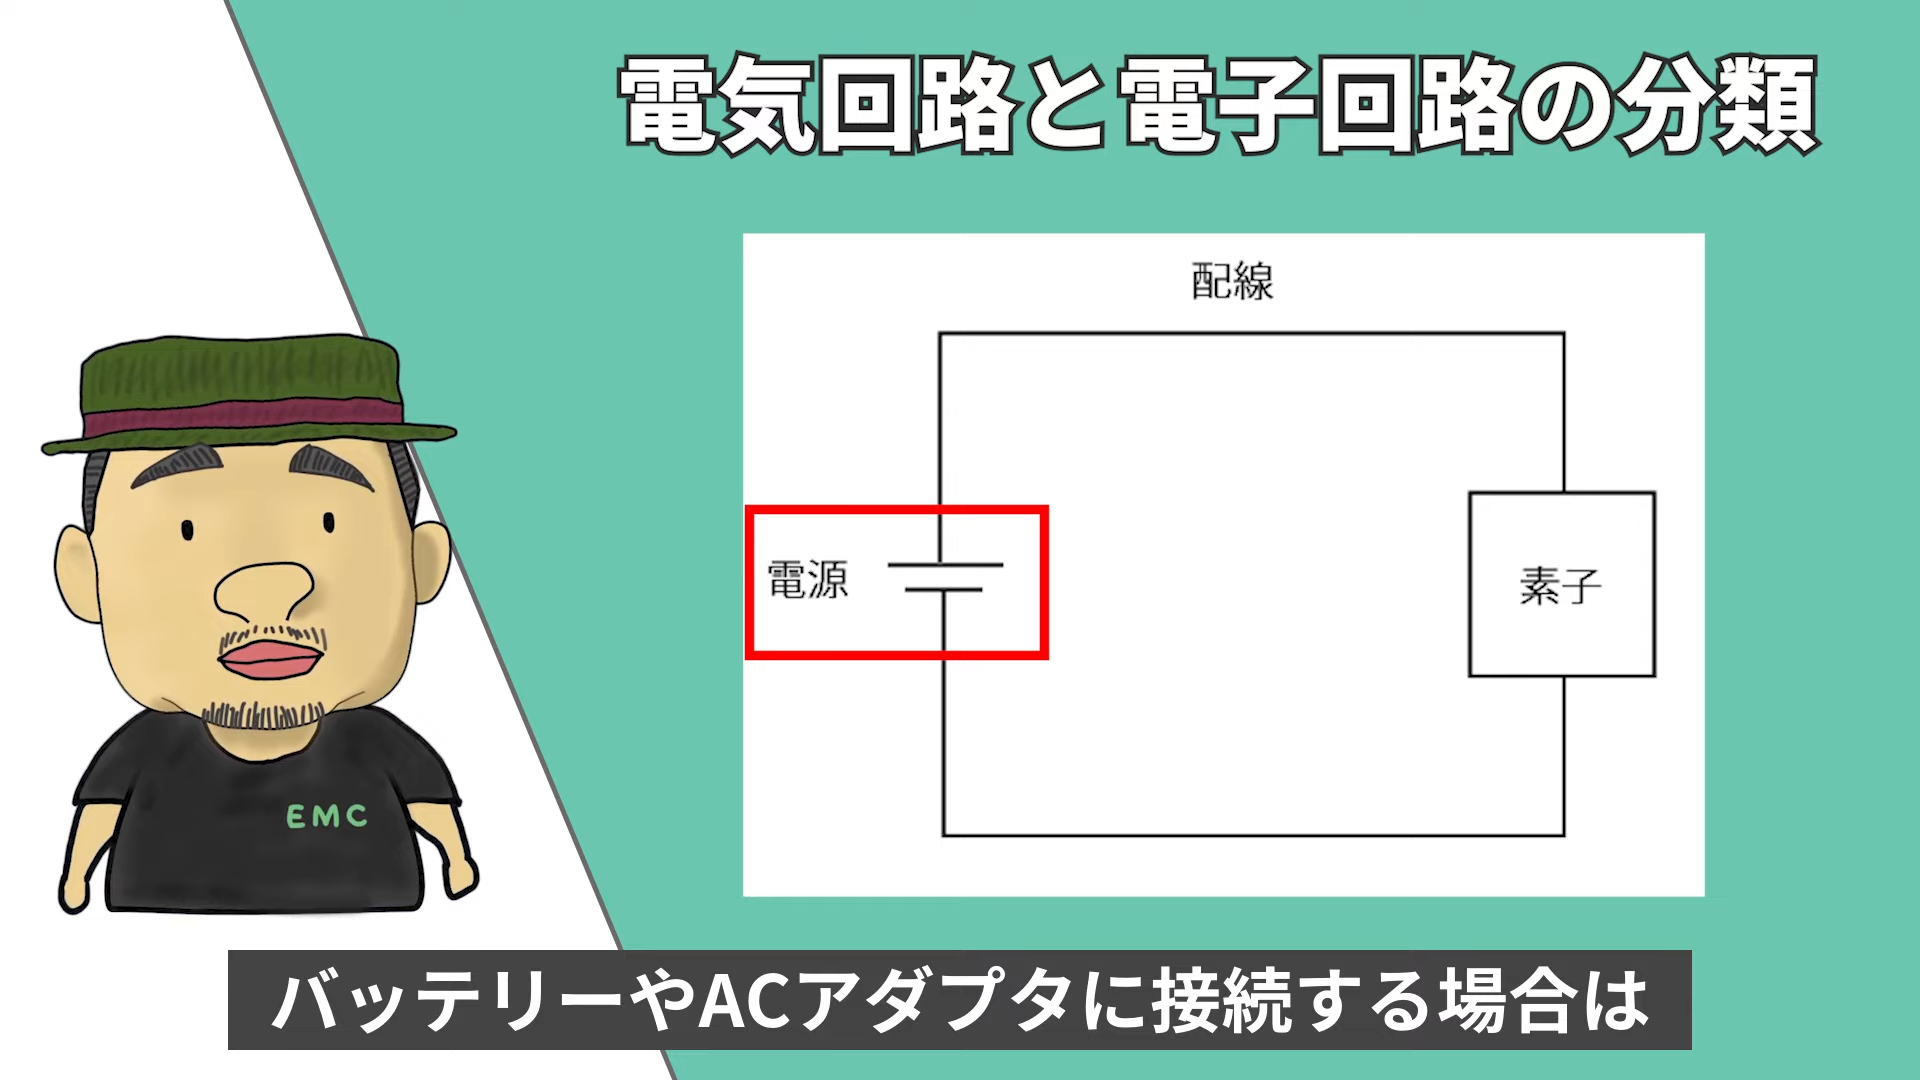 電気回路と電子回路の分類
配線
電源
素子
EMC
バッテリーやACアダプタに接続する場合は